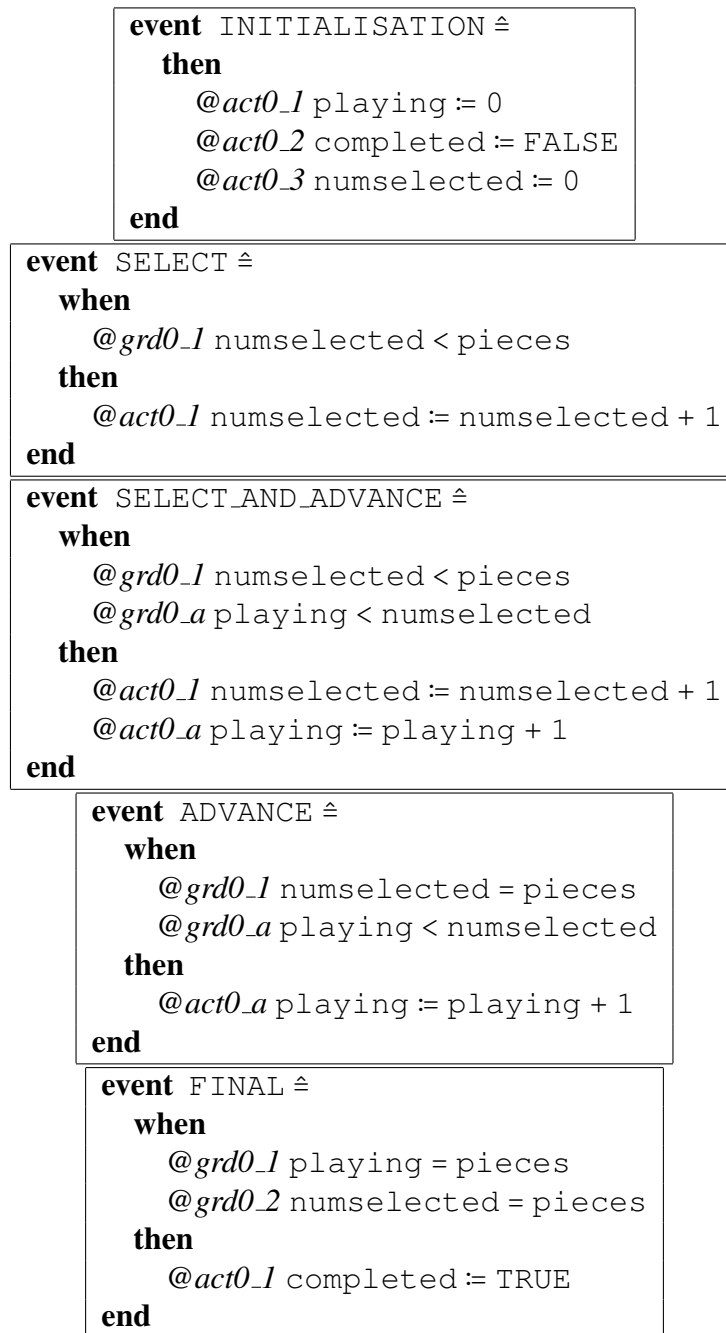 event INITIALISATION ≙
then
@act0_1 playing ≔ 0
@act0_2 completed ≔ FALSE
@act0_3 numselected ≔ 0
end
event SELECT ≙
when
@grd0_1 numselected < pieces
then
@act0_1 numselected ≔ numselected + 1
end
event SELECT_AND_ADVANCE ≙
when
@grd0_1 numselected < pieces
@grd0_a playing < numselected
then
@act0_1 numselected ≔ numselected + 1
@act0_a playing ≔ playing + 1
end
event ADVANCE ≙
when
@grd0_1 numselected = pieces
@grd0_a playing < numselected
then
@act0_a playing ≔ playing + 1
end
event FINAL ≙
when
@grd0_1 playing = pieces
@grd0_2 numselected = pieces
then
@act0_1 completed ≔ TRUE
end